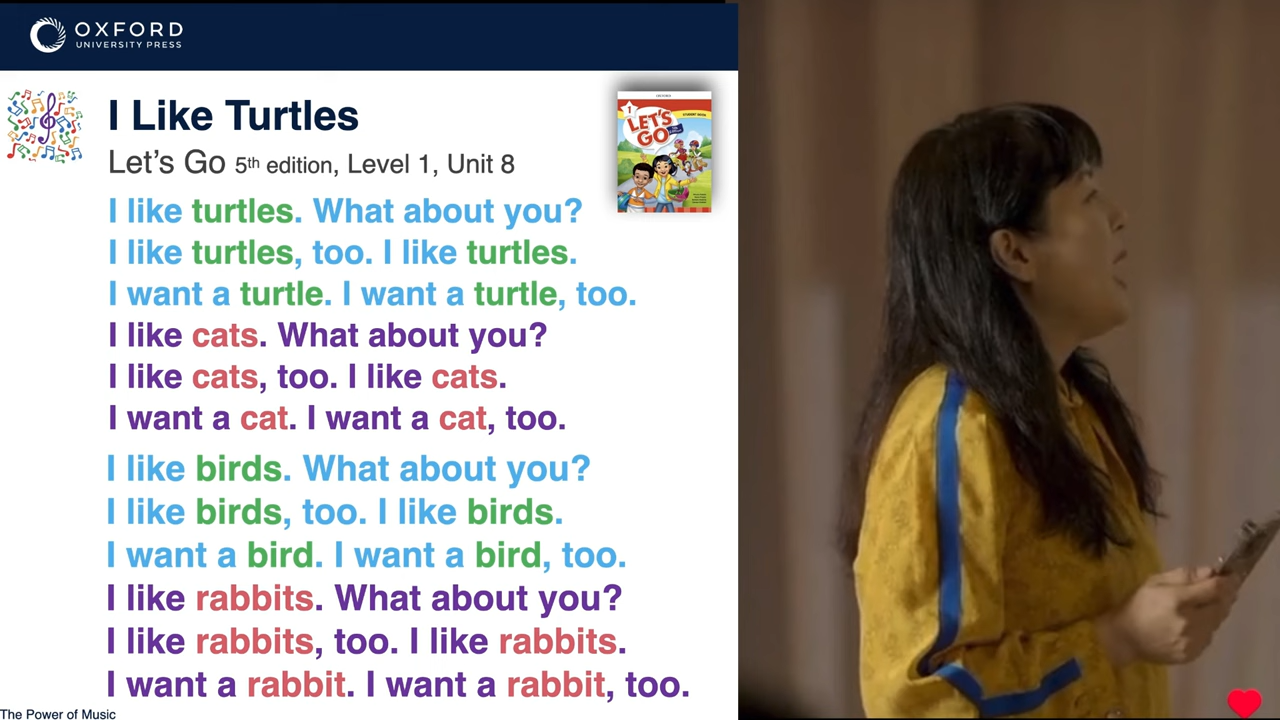 OXFORD
UNIVERSITY PRESS
I Like Turtles
Let's Go 5th edition, Level 1, Unit 8
1
LET'S
GO
I like turtles. What about you?
I like turtles, too. I like turtles.
I want a turtle. I want a turtle, too.
I like cats. What about you?
I like cats, too. I like cats.
I want a cat. I want a cat, too.
I like birds. What about you?
I like birds, too. I like birds.
I want a bird. I want a bird, too.
I like rabbits. What about you?
I like rabbits, too. I like rabbits.
I want a rabbit. I want a rabbit, too.
The Power of Music